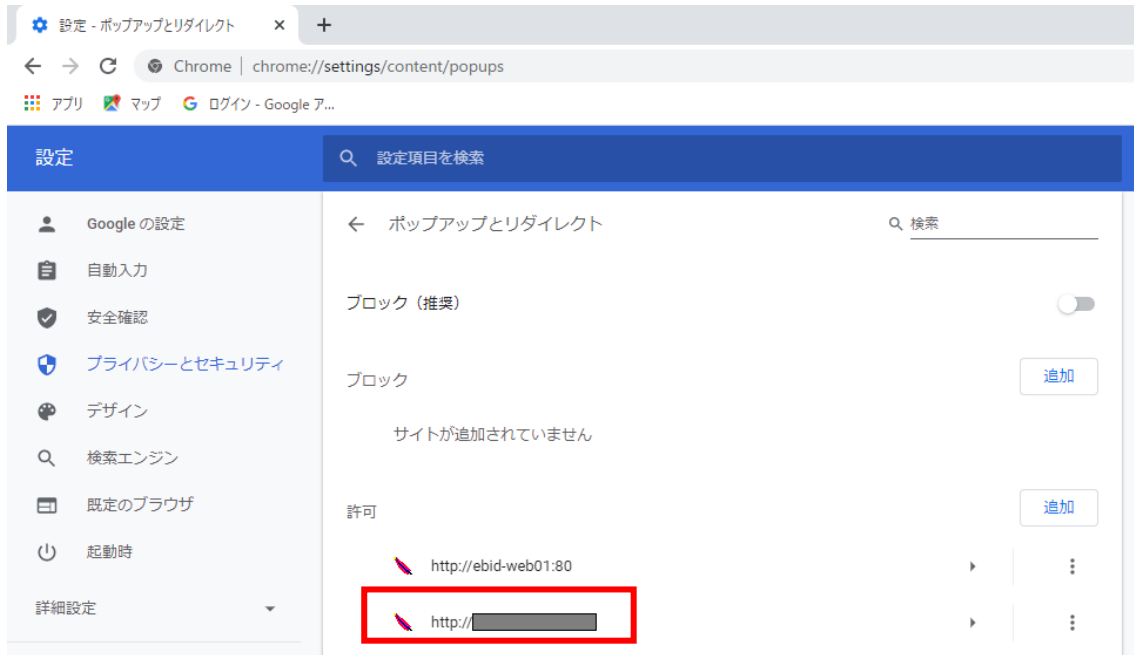 設定 - ポップアップとリダイレクト
Chrome | chrome://settings/content/popups
アプリ マップ ログイン - Google ア...
設定
設定項目を検索
Google の設定
自動入力
安全確認
プライバシーとセキュリティ
デザイン
検索エンジン
既定のブラウザ
起動時
詳細設定
ポップアップとリダイレクト
検索
ブロック（推奨）
ブロック
追加
サイトが追加されていません
許可
追加
http://ebid-web01:80
http://